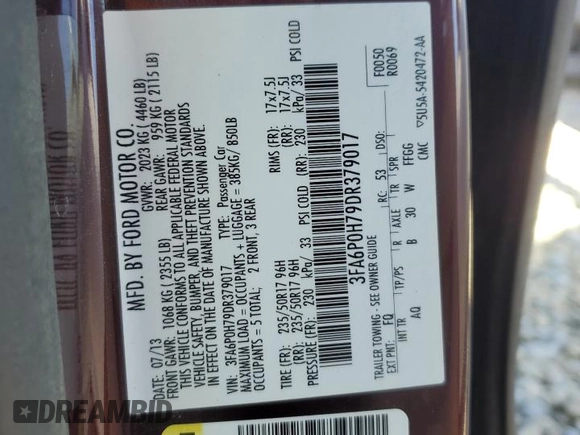 MFD. BY FORD MOTOR CO.
DATE: 07/13 GVWR: 2023 KG ( 4460 LB)
FRONT GAWR: 1068 KG ( 2355 LB) REAR GAWR: 959 KG ( 2115 LB)
THIS VEHICLE CONFORMS TO ALL APPLICABLE FEDERAL MOTOR
VEHICLE SAFETY, BUMPER, AND THEFT PREVENTION STANDARDS
IN EFFECT ON THE DATE OF MANUFACTURE SHOWN ABOVE.
VIN: 3FA6P0H79DR379017 TYPE: Passenger Car
MAXIMUM LOAD = OCCUPANTS + LUGGAGE = 385KG/ 850LB
OCCUPANTS = 5 TOTAL: 2 FRONT, 3 REAR
TIRE (FR): 235/50R17 96H RIMS (FR): 17x7.5J
(RR): 235/50R17 96H (RR): 17x7.5J
PRESSURES (FR): 230 kPa/ 33 PSI COLD (RR): 230 kPa/ 33 PSI COLD
3FA6P0H79DR379017
F0050
R0069
TRAILER TOWING - SEE OWNER GUIDE
EXT PNT: FQ RC: 53 DSO:
INT TR TP/PS R AXLE TR SPR
AQ B 30 W FFGG
CMC
5U5A-5420472-AA
DREAMBID